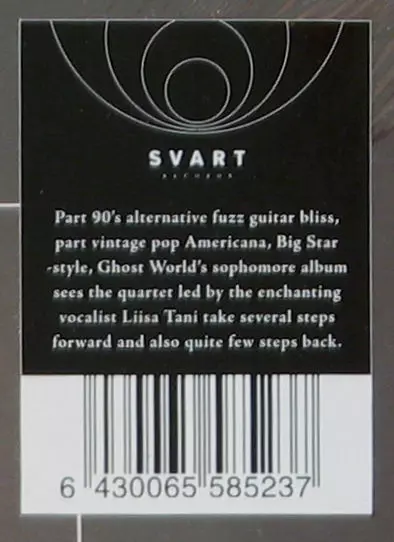 SVART
RECORDS
Part 90's alternative fuzz guitar bliss,
part vintage pop Americana, Big Star
-style, Ghost World's sophomore album
sees the quartet led by the enchanting
vocalist Liisa Tani take several steps
forward and also quite few steps back.
6 430065 585237